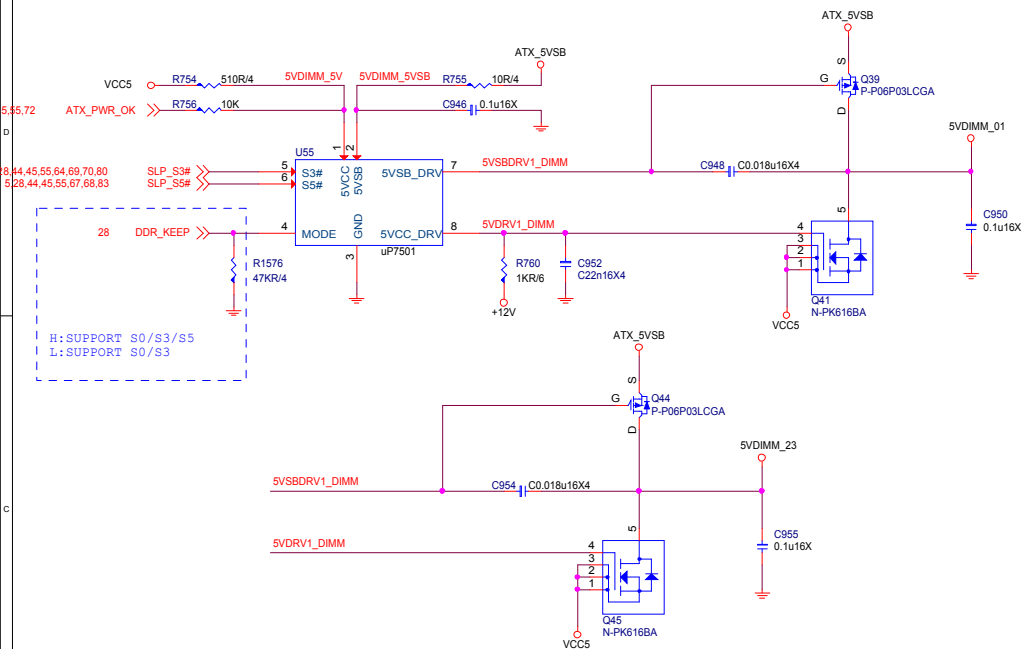 ATX_5VSB
ATX_5VSB
VCC5 R754 510R/4 5VDIMM_5V 5VDIMM_5VSB R755 10R/4
G S Q39
P-P06P03LCGA
D
5,55,72 ATX_PWR_OK R756 10K C946 0.1u16X
D
5VDIMM_01
U55
1 2
8,44,45,55,64,69,70,80 SLP_S3# 5 S3# 5VCC 5VSB 5VSB_DRV 7 5VSBDRV1_DIMM C948 C0.018u16X4
5,28,44,45,55,67,68,83 SLP_S5# 6 S5#
28 DDR_KEEP 4 MODE GND 5VCC_DRV 8 5VDRV1_DIMM
uP7501
3
R1576
47KR/4
R760
1KR/6
+12V
C952
C22n16X4
5
4
3
2
1
Q41
N-PK616BA
VCC5
C950
0.1u16X
H:SUPPORT S0/S3/S5
L:SUPPORT S0/S3
ATX_5VSB
G S Q44
P-P06P03LCGA
D
5VDIMM_23
5VSBDRV1_DIMM C954 C0.018u16X4
C
5VDRV1_DIMM
5
4
3
2
1
C955
0.1u16X
Q45
N-PK616BA
VCC5